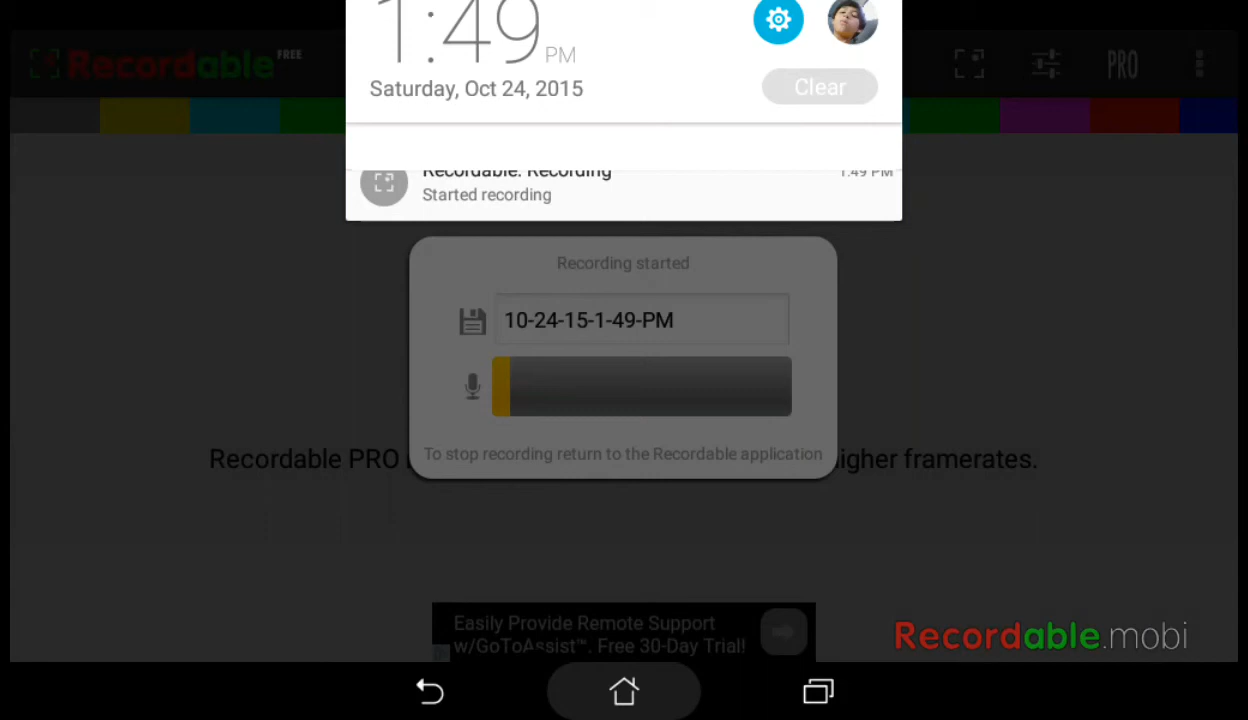 1:49 PM
Saturday, Oct 24, 2015
Clear
Recordable FREE
PRO
Recordable: Recording 1:49 PM
Started recording
Recording started
10-24-15-1-49-PM
To stop recording return to the Recordable application
Recordable PRO igher framerates.
Easily Provide Remote Support
w/GoToAssist™. Free 30-Day Trial!
Recordable.mobi